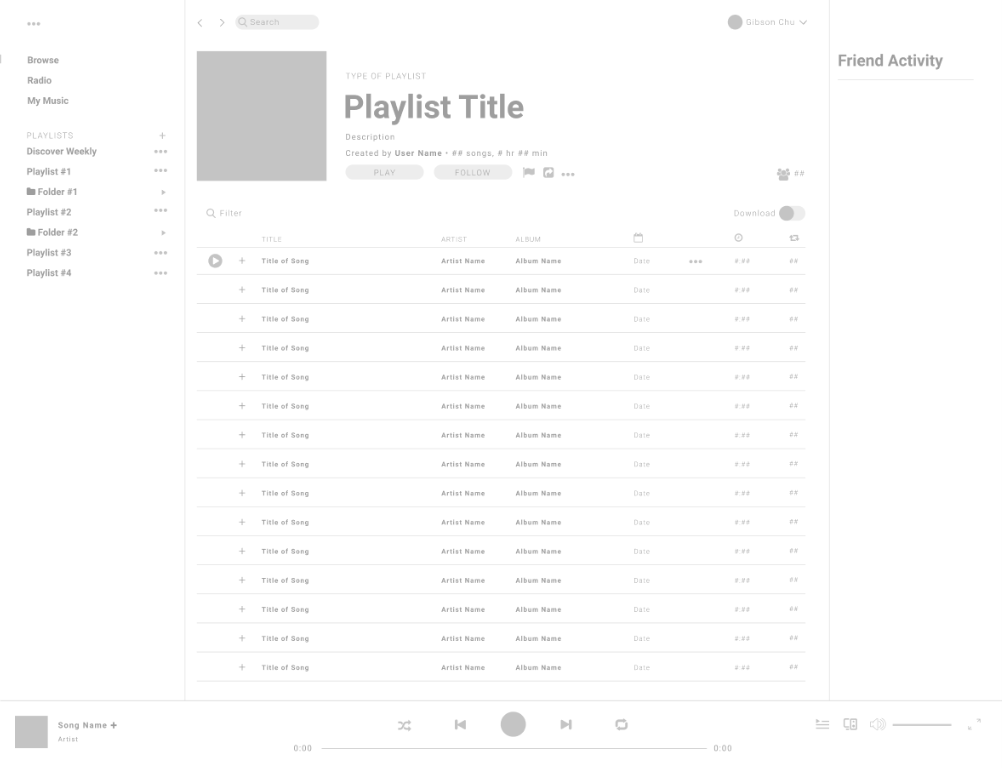 •••
Browse
Radio
My Music
PLAYLISTS +
Discover Weekly •••
Playlist #1 •••
Folder #1
Playlist #2 •••
Folder #2
Playlist #3 •••
Playlist #4 •••
Search
Gibson Chu
TYPE OF PLAYLIST
Playlist Title
Description
Created by User Name • ## songs, # hr ## min
PLAY FOLLOW ••• ##
Filter Download
TITLE ARTIST ALBUM
+ Title of Song Artist Name Album Name Date ••• #:## ##
+ Title of Song Artist Name Album Name Date #:## ##
+ Title of Song Artist Name Album Name Date #:## ##
+ Title of Song Artist Name Album Name Date #:## ##
+ Title of Song Artist Name Album Name Date #:## ##
+ Title of Song Artist Name Album Name Date #:## ##
+ Title of Song Artist Name Album Name Date #:## ##
+ Title of Song Artist Name Album Name Date #:## ##
+ Title of Song Artist Name Album Name Date #:## ##
+ Title of Song Artist Name Album Name Date #:## ##
+ Title of Song Artist Name Album Name Date #:## ##
+ Title of Song Artist Name Album Name Date #:## ##
+ Title of Song Artist Name Album Name Date #:## ##
+ Title of Song Artist Name Album Name Date #:## ##
+ Title of Song Artist Name Album Name Date #:## ##
Friend Activity
Song Name +
Artist
0:00 0:00